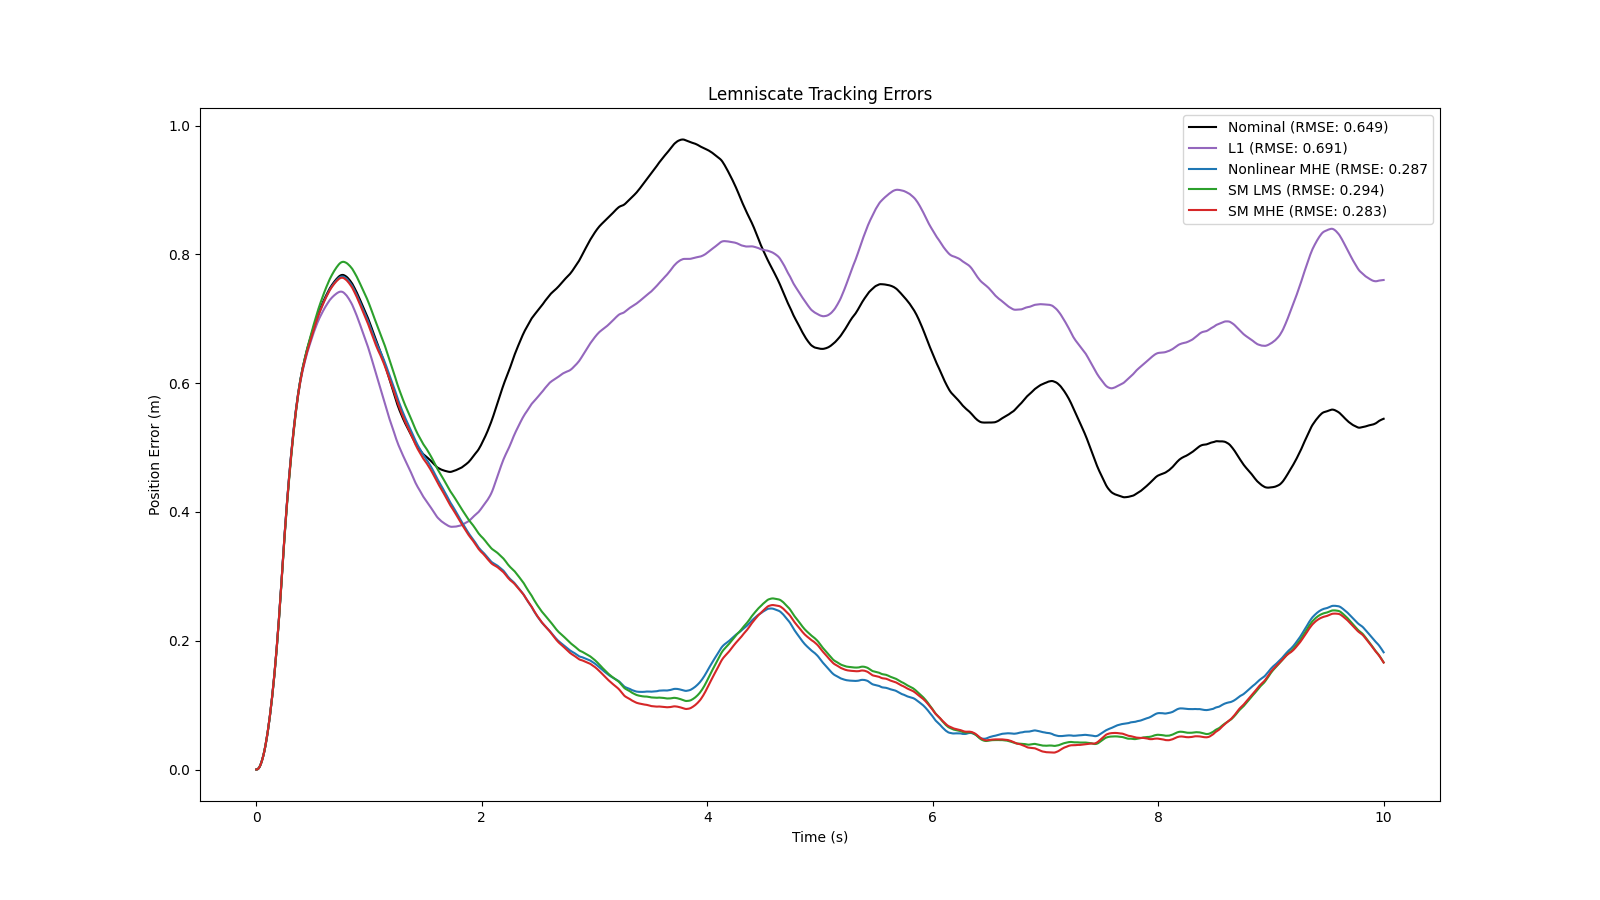 Lemniscate Tracking Errors
Nominal (RMSE: 0.649)
L1 (RMSE: 0.691)
Nonlinear MHE (RMSE: 0.287
SM LMS (RMSE: 0.294)
SM MHE (RMSE: 0.283)
Position Error (m)
1.0
0.8
0.6
0.4
0.2
0.0
0 2 4 6 8 10
Time (s)